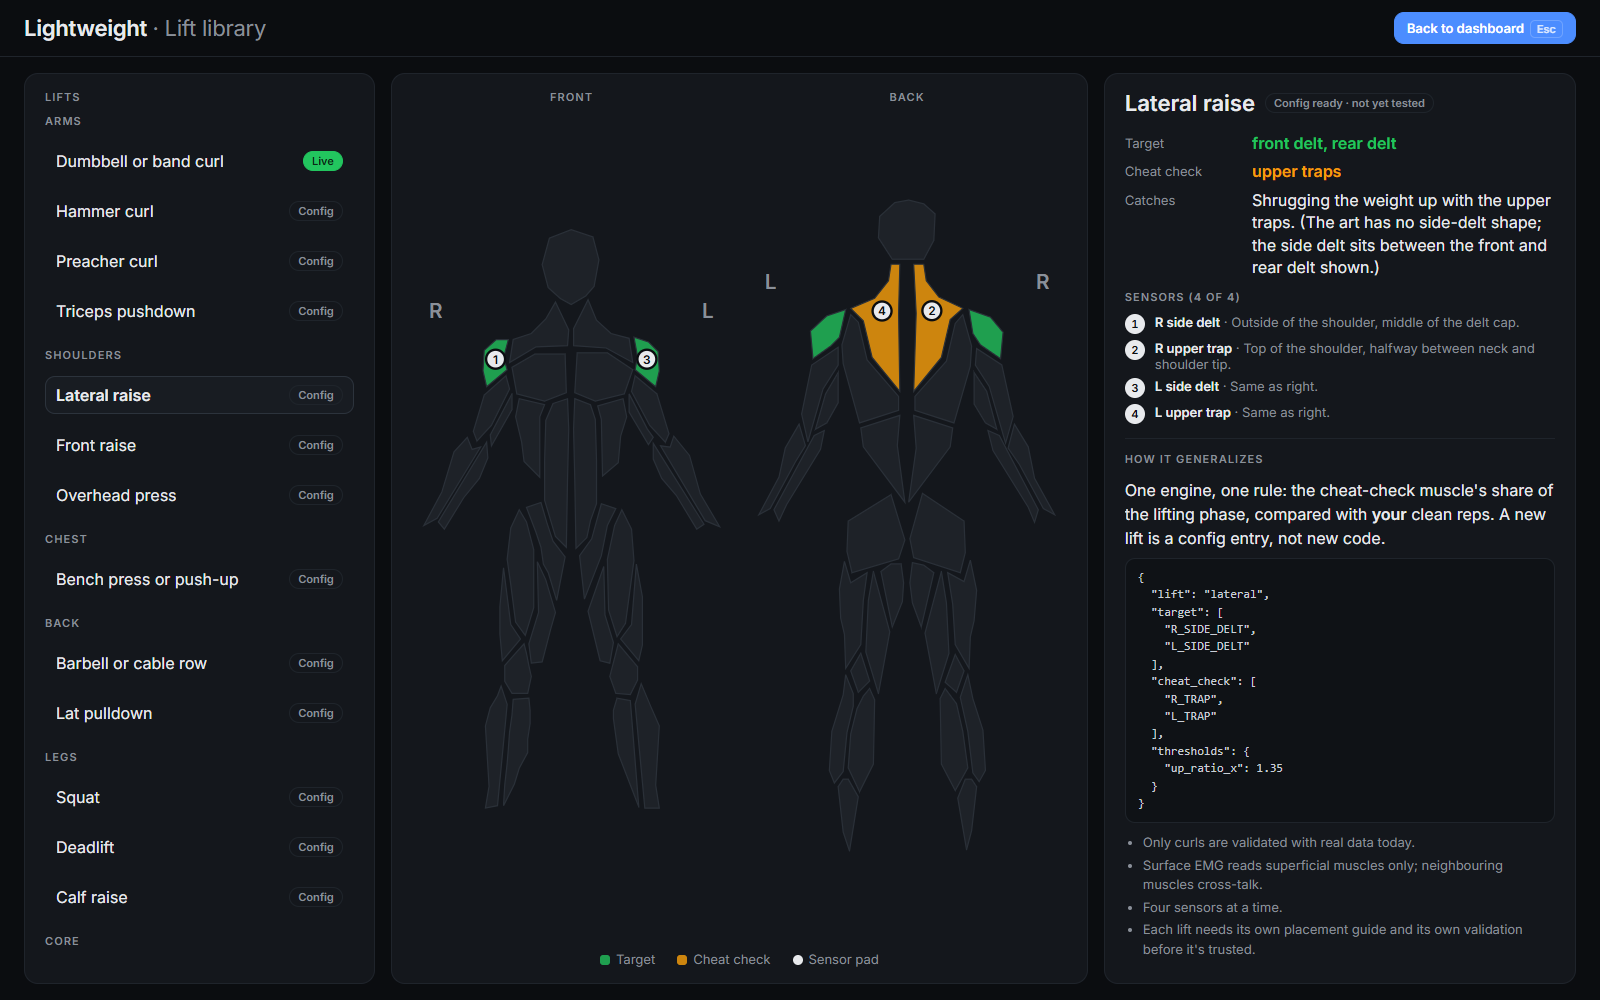 Lightweight · Lift library
Back to dashboard Esc
LIFTS
ARMS
Dumbbell or band curl Live
Hammer curl Config
Preacher curl Config
Triceps pushdown Config
SHOULDERS
Lateral raise Config
Front raise Config
Overhead press Config
CHEST
Bench press or push-up Config
BACK
Barbell or cable row Config
Lat pulldown Config
LEGS
Squat Config
Deadlift Config
Calf raise Config
CORE
FRONT
BACK
R
L
L
R
1
3
4
2
Target
Cheat check
Sensor pad
Lateral raise Config ready · not yet tested
Target front delt, rear delt
Cheat check upper traps
Catches Shrugging the weight up with the upper
traps. (The art has no side-delt shape;
the side delt sits between the front and
rear delt shown.)
SENSORS (4 OF 4)
1 R side delt · Outside of the shoulder, middle of the delt cap.
2 R upper trap · Top of the shoulder, halfway between neck and
shoulder tip.
3 L side delt · Same as right.
4 L upper trap · Same as right.
HOW IT GENERALIZES
One engine, one rule: the cheat-check muscle's share of
the lifting phase, compared with your clean reps. A new
lift is a config entry, not new code.
{
"lift": "lateral",
"target": [
"R_SIDE_DELT",
"L_SIDE_DELT"
],
"cheat_check": [
"R_TRAP",
"L_TRAP"
],
"thresholds": {
"up_ratio_x": 1.35
}
}
• Only curls are validated with real data today.
• Surface EMG reads superficial muscles only; neighbouring
muscles cross-talk.
• Four sensors at a time.
• Each lift needs its own placement guide and its own validation
before it's trusted.